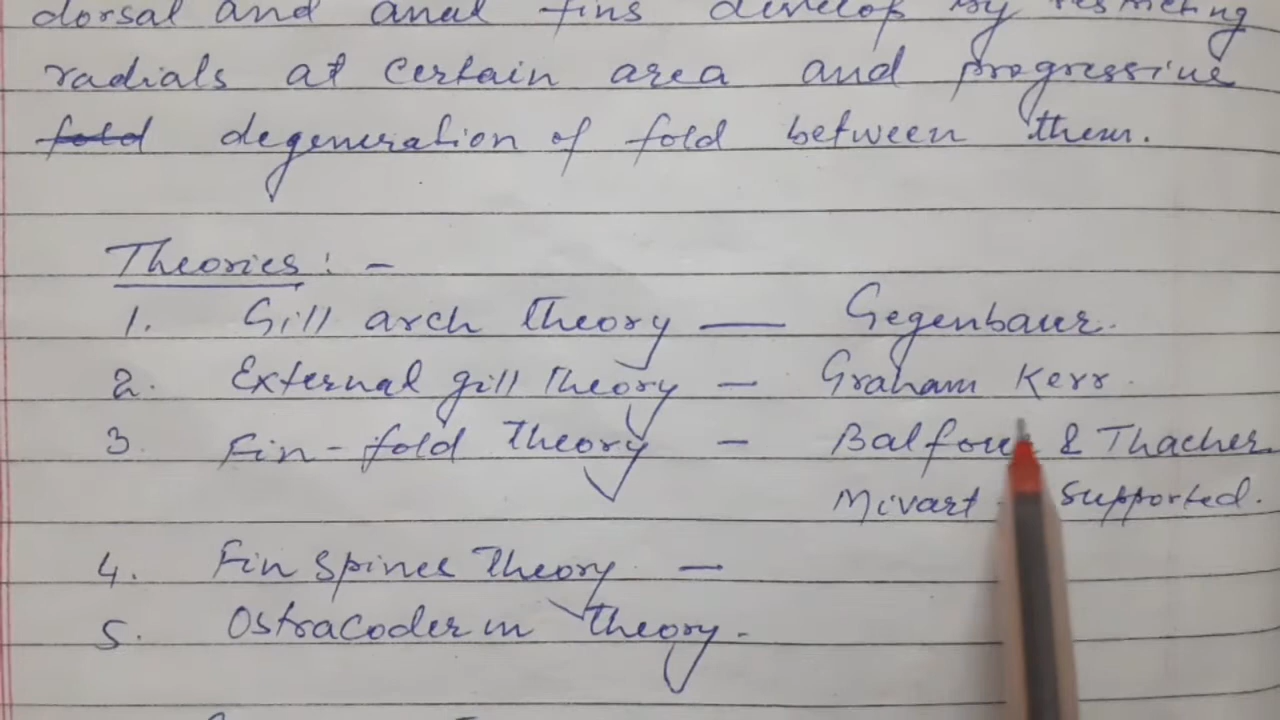 dorsal and anal fins develop by restricting
radials at certain area and progressive
fold degeneration of fold between them.
Theories : -
1. Gill arch theory — Gegenbaur.
2. External gill theory — Graham Kerr.
3. Fin-fold theory — Balfour & Thacher
Mivart - Supported.
4. Fin spines theory —
5. Ostracoderm theory.